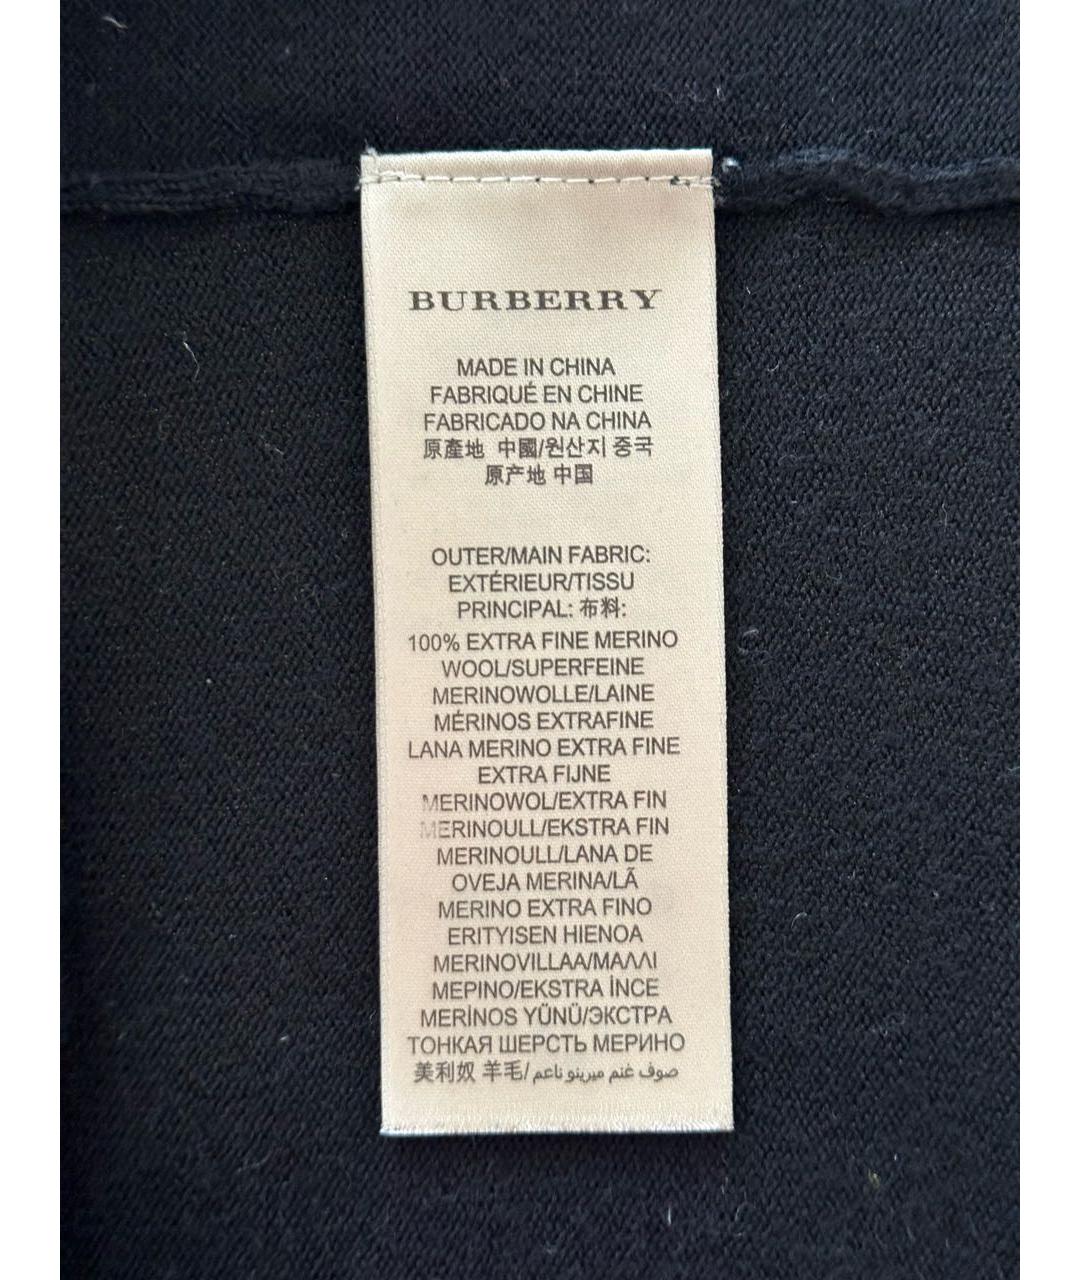 BURBERRY
MADE IN CHINA
FABRIQUÉ EN CHINE
FABRICADO NA CHINA
原產地 中國/원산지 중국
原产地 中国
OUTER/MAIN FABRIC:
EXTÉRIEUR/TISSU
PRINCIPAL: 布料:
100% EXTRA FINE MERINO
WOOL/SUPERFEINE
MERINOWOLLE/LAINE
MÉRINOS EXTRAFINE
LANA MERINO EXTRA FINE
EXTRA FIJNE
MERINOWOL/EXTRA FIN
MERINOULL/EKSTRA FIN
MERINOULL/LANA DE
OVEJA MERINA/LÃ
MERINO EXTRA FINO
ERITYISEN HIENOA
MERINOVILLAA/ΜΑΛΛΙ
ΜΕΡΙΝΟ/EKSTRA İNCE
MERİNOS YÜNÜ/ЭКСТРА
ТОНКАЯ ШЕРСТЬ МЕРИНО
美利奴 羊毛/صوف غنم ميرينو ناعم